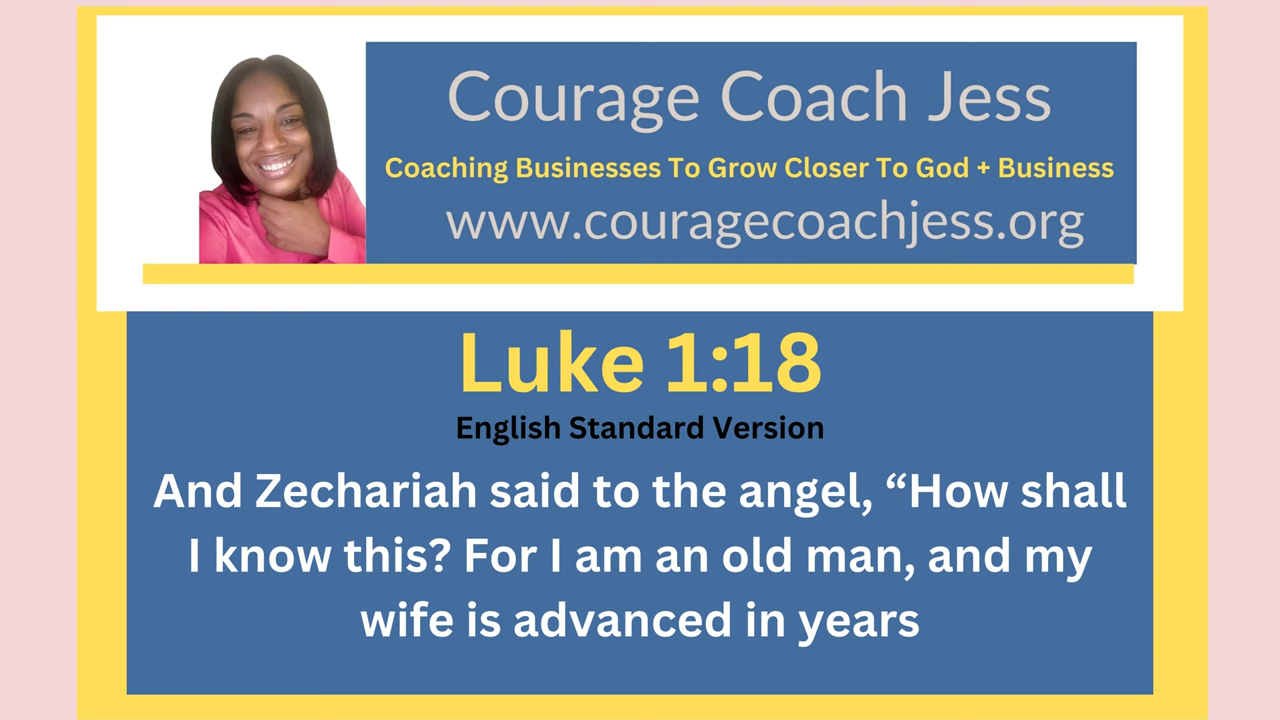 Courage Coach Jess
Coaching Businesses To Grow Closer To God + Business
www.couragecoachjess.org
Luke 1:18
English Standard Version
And Zechariah said to the angel, “How shall
I know this? For I am an old man, and my
wife is advanced in years